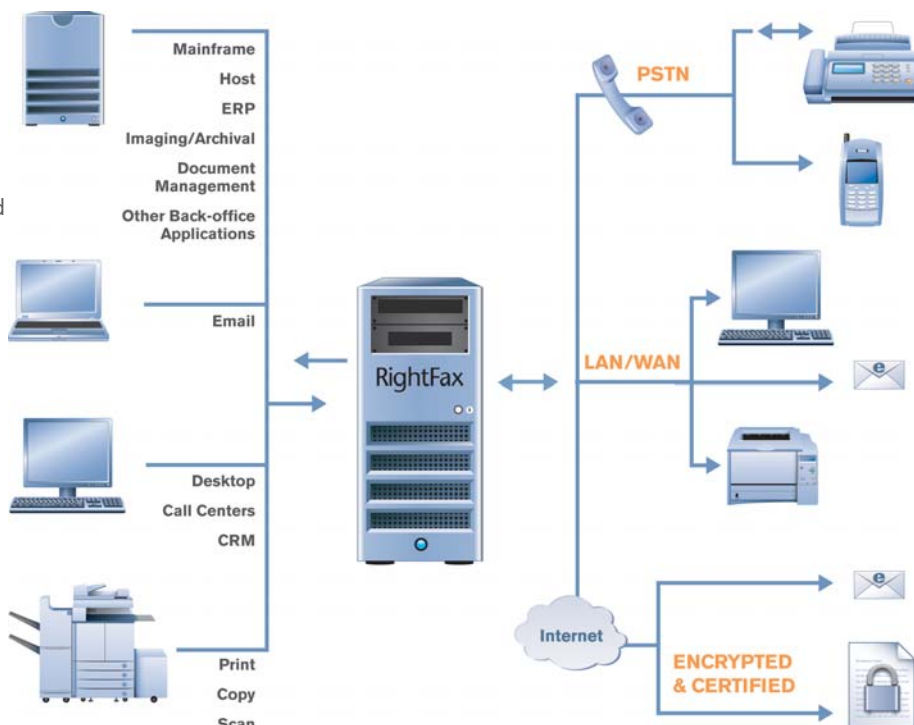 Mainframe
Host
ERP
Imaging/Archival
Document
Management
Other Back-office
Applications
d
Email
Desktop
Call Centers
CRM
Print
Copy
Scan
RightFax
PSTN
LAN/WAN
e
Internet
e
ENCRYPTED
& CERTIFIED